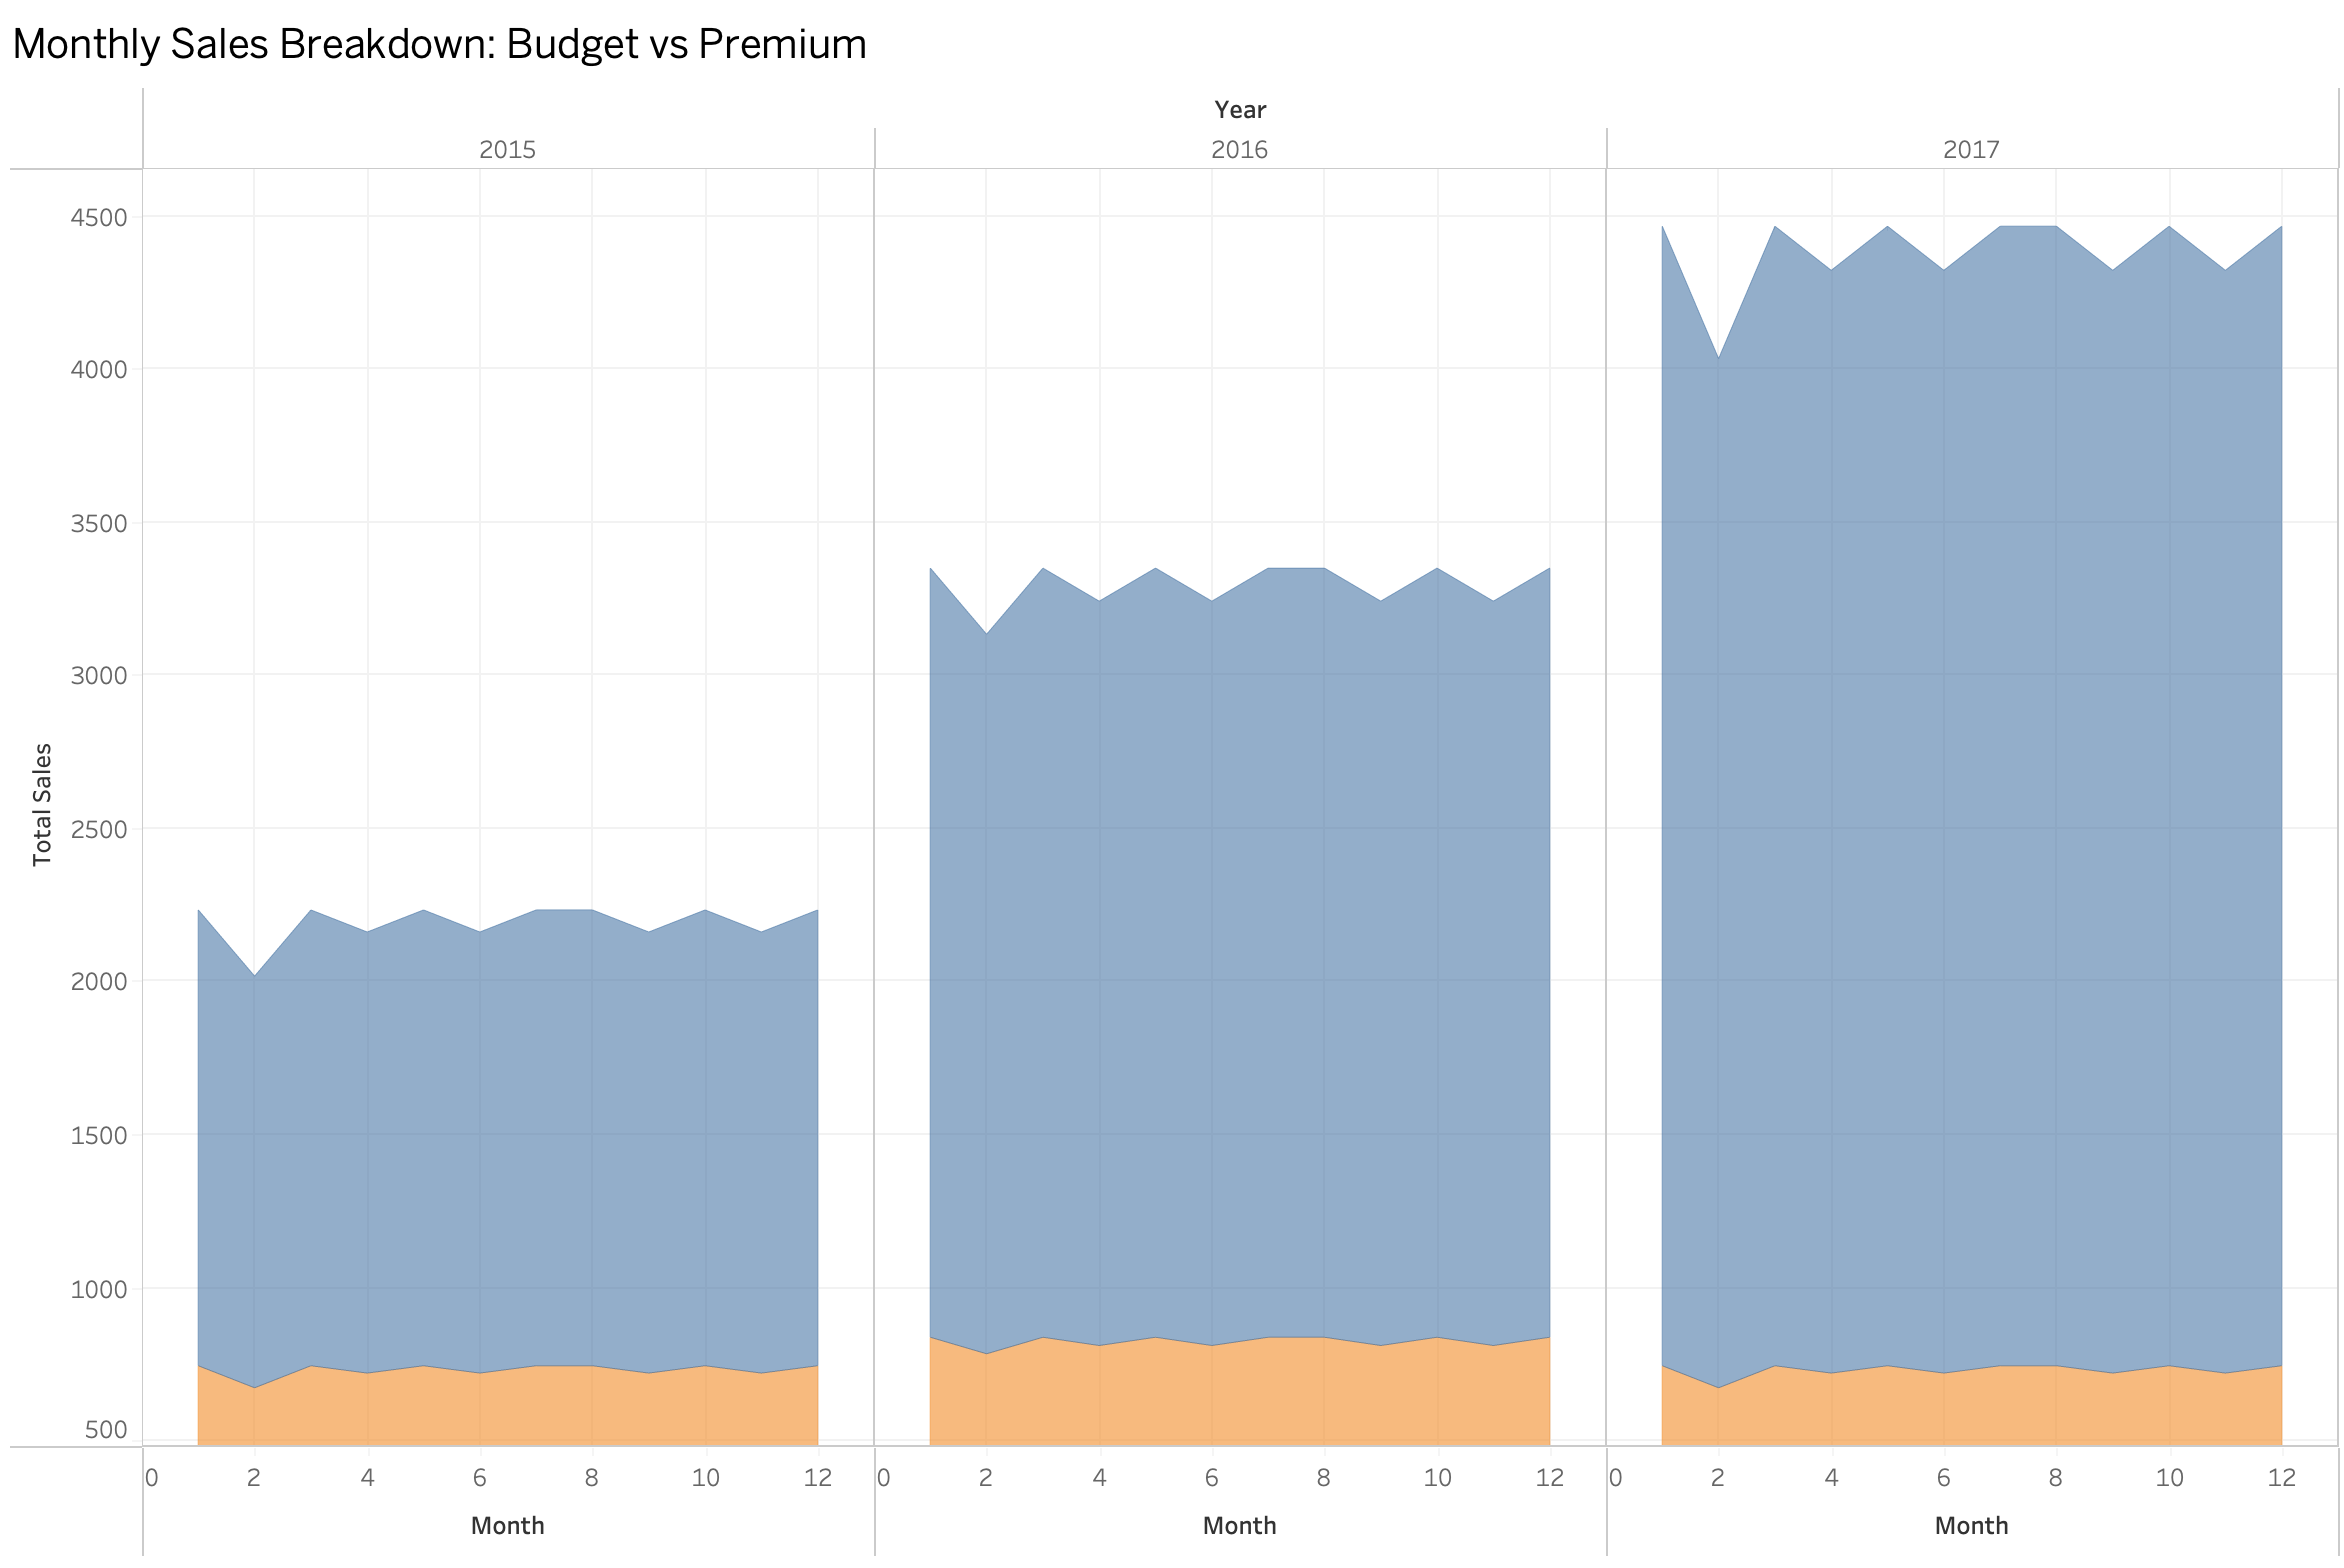 Monthly Sales Breakdown: Budget vs Premium
Year
2015 2016 2017
4500
4000
3500
3000
2500
2000
1500
1000
500
Total Sales
0 2 4 6 8 10 12 0 2 4 6 8 10 12 0 2 4 6 8 10 12
Month Month Month